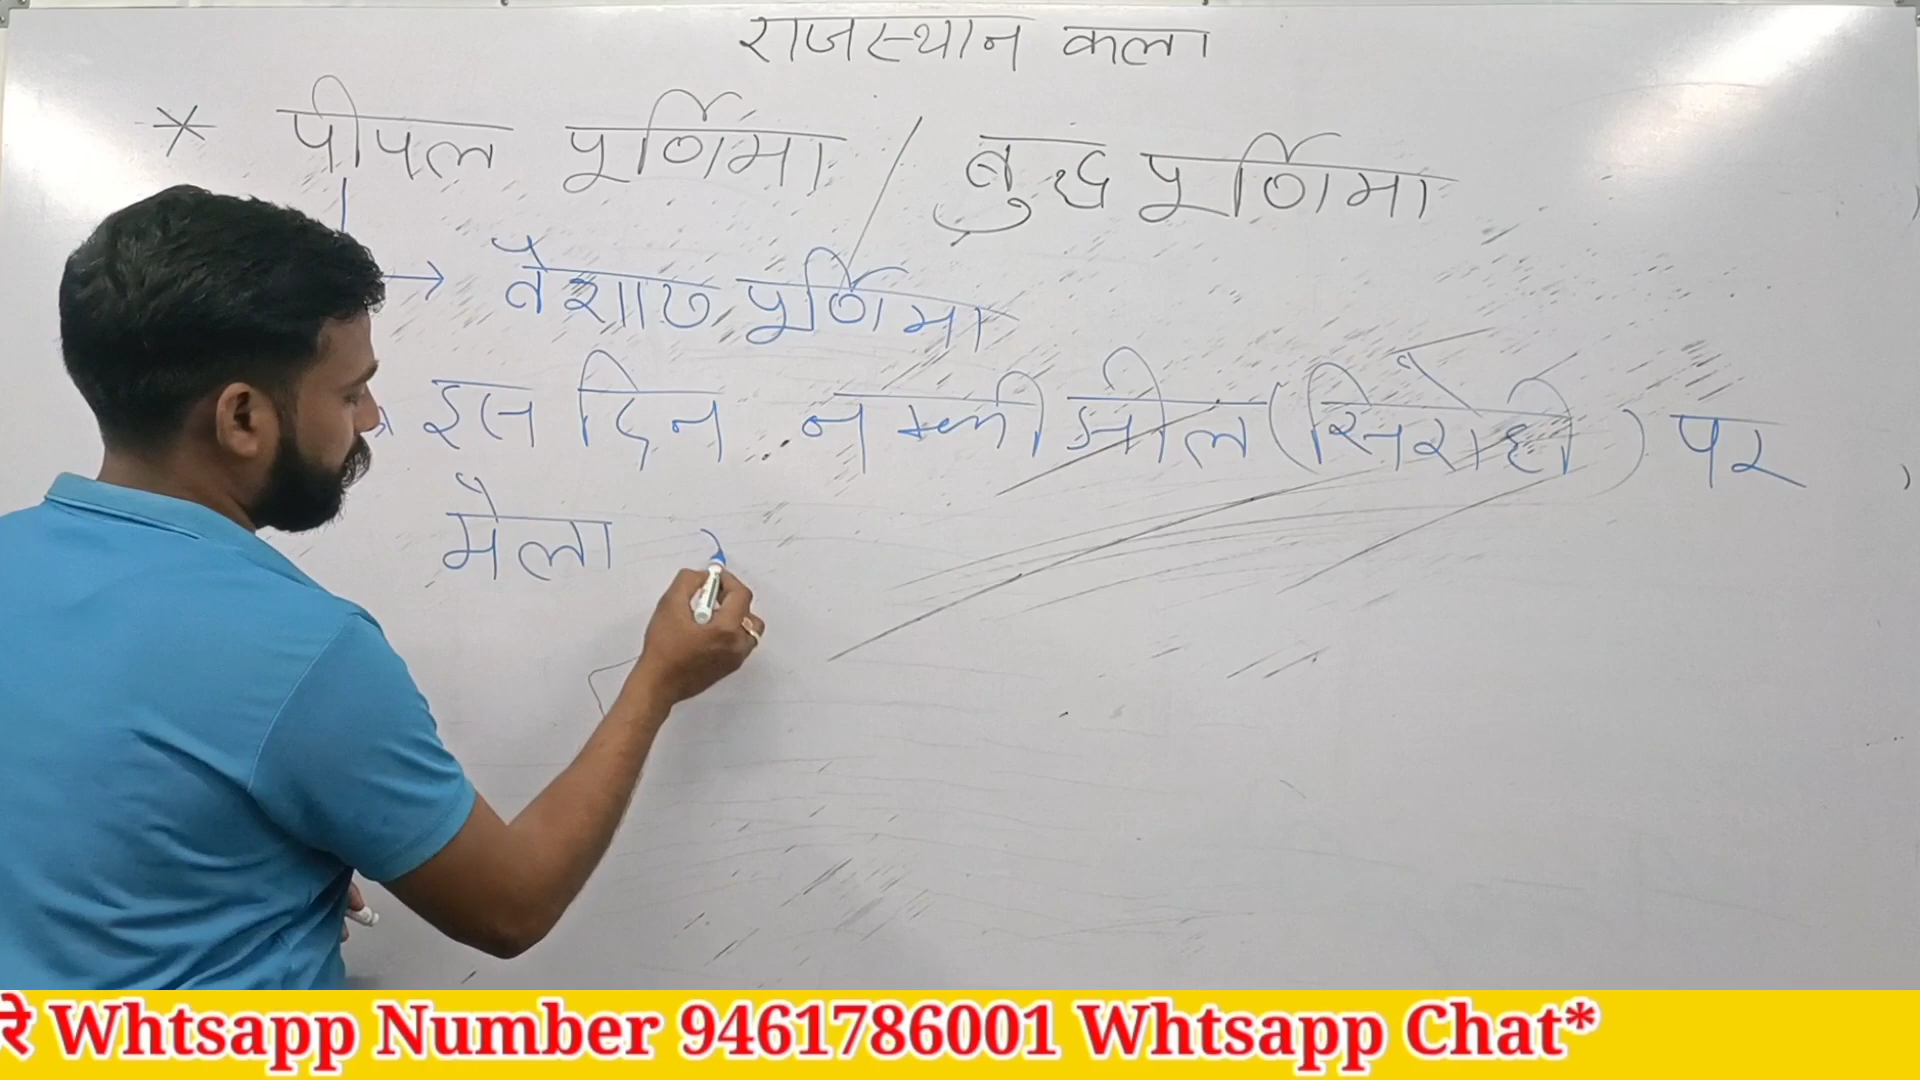 राजस्थान कला
* पीपल पूर्णिमा / बुद्ध पूर्णिमा
→ वैशाख पूर्णिमा
इस दिन नक्की झील (सिरोही) पर
मैला
रे Whtsapp Number 9461786001 Whtsapp Chat*